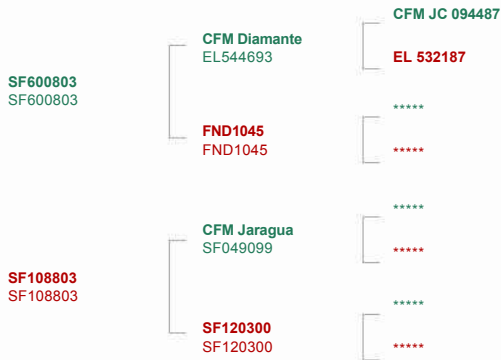 CFM JC 094487
CFM Diamante
EL544693
EL 532187
SF600803
SF600803
*****
FND1045
FND1045
*****
*****
CFM Jaragua
SF049099
*****
SF108803
SF108803
*****
SF120300
SF120300
*****